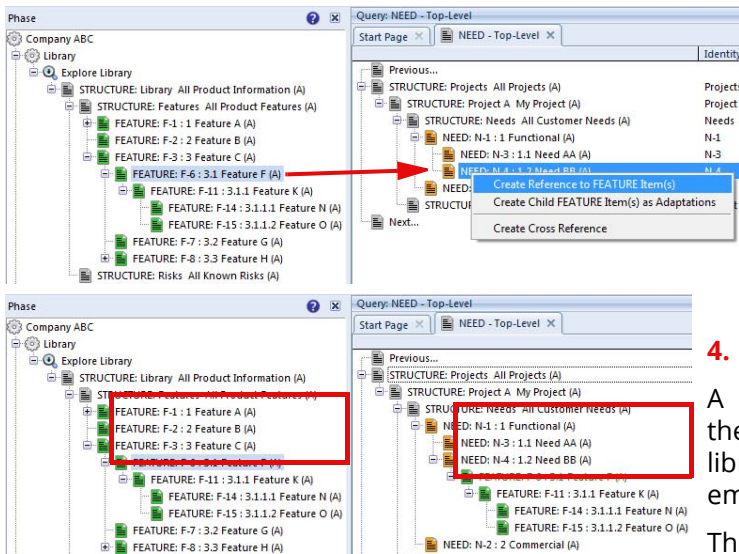 Phase
Company ABC
Library
Explore Library
STRUCTURE: Library All Product Information (A)
STRUCTURE: Features All Product Features (A)
FEATURE: F-1 : 1 Feature A (A)
FEATURE: F-2 : 2 Feature B (A)
FEATURE: F-3 : 3 Feature C (A)
FEATURE: F-6 : 3.1 Feature F (A)
FEATURE: F-11 : 3.1.1 Feature K (A)
FEATURE: F-14 : 3.1.1.1 Feature N (A)
FEATURE: F-15 : 3.1.1.2 Feature O (A)
FEATURE: F-7 : 3.2 Feature G (A)
FEATURE: F-8 : 3.3 Feature H (A)
STRUCTURE: Risks All Known Risks (A)
Query: NEED - Top-Level
Start Page
NEED - Top-Level
Identity
Previous...
STRUCTURE: Projects All Projects (A) Projects
STRUCTURE: Project A My Project (A) Project
STRUCTURE: Needs All Customer Needs (A) Needs
NEED: N-1 : 1 Functional (A) N-1
NEED: N-3 : 1.1 Need AA (A) N-3
NEED: N-4 : 1.2 Need BB (A) N-4
NEED:
STRUCTU
Next...
Create Reference to FEATURE Item(s)
Create Child FEATURE Item(s) as Adaptations
Create Cross Reference
Phase
Company ABC
Library
Explore Library
STRUCTURE: Library All Product Information (A)
STRUCTURE: Features All Product Features (A)
FEATURE: F-1 : 1 Feature A (A)
FEATURE: F-2 : 2 Feature B (A)
FEATURE: F-3 : 3 Feature C (A)
FEATURE: F-6 : 3.1 Feature F (A)
FEATURE: F-11 : 3.1.1 Feature K (A)
FEATURE: F-14 : 3.1.1.1 Feature N (A)
FEATURE: F-15 : 3.1.1.2 Feature O (A)
FEATURE: F-7 : 3.2 Feature G (A)
FEATURE: F-8 : 3.3 Feature H (A)
Query: NEED - Top-Level
Start Page
NEED - Top-Level
Previous...
STRUCTURE: Projects All Projects (A)
STRUCTURE: Project A My Project (A)
STRUCTURE: Needs All Customer Needs (A)
NEED: N-1 : 1 Functional (A)
NEED: N-3 : 1.1 Need AA (A)
NEED: N-4 : 1.2 Need BB (A)
FEATURE: F-6 : 3.1 Feature F (A)
FEATURE: F-11 : 3.1.1 Feature K (A)
FEATURE: F-14 : 3.1.1.1 Feature N (A)
FEATURE: F-15 : 3.1.1.2 Feature O (A)
NEED: N-2 : 2 Commercial (A)
4.
A
the
lib
em
Th